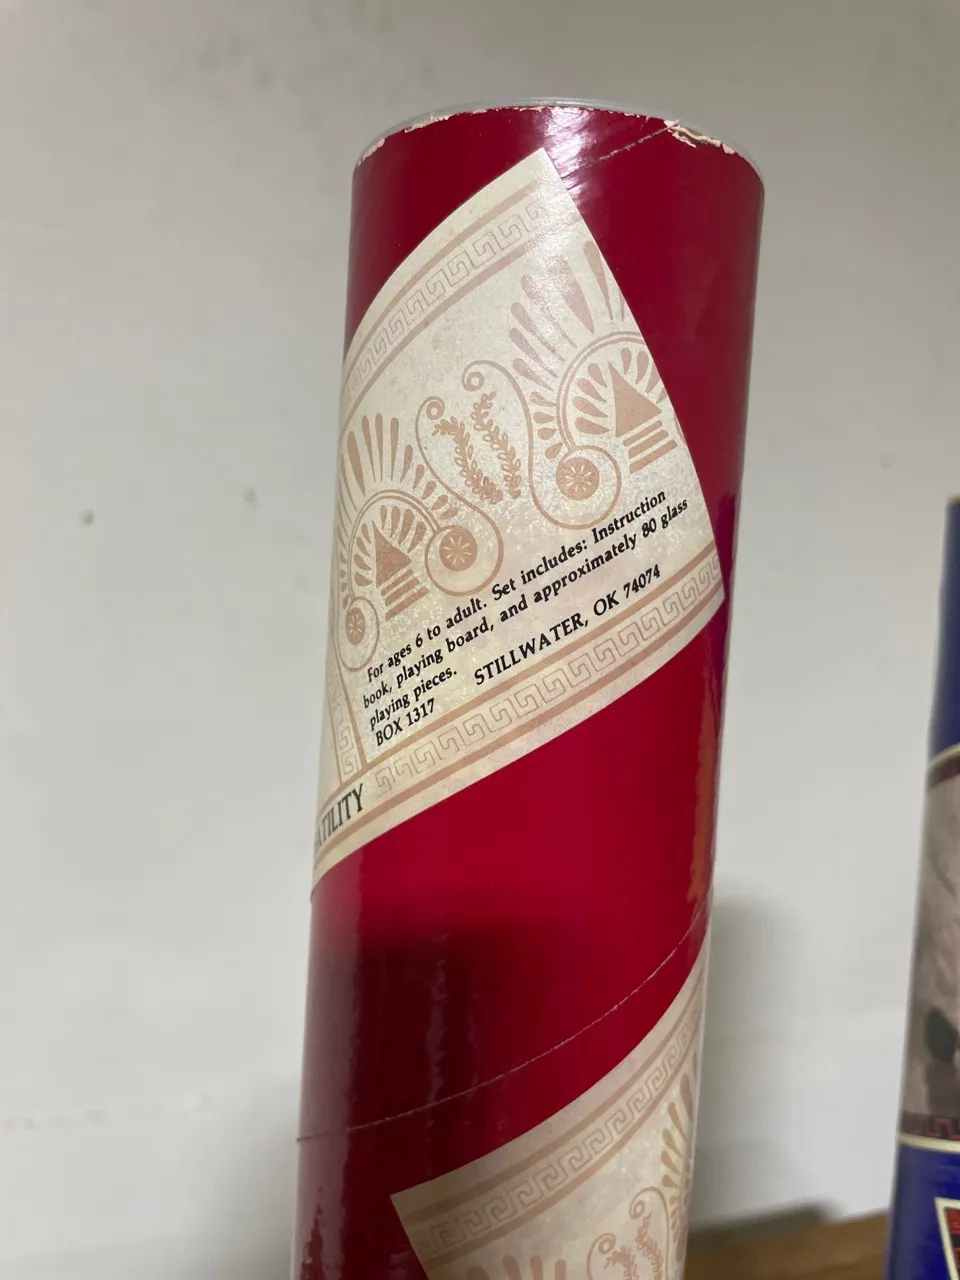 For ages 6 to adult. Set includes: Instruction
book, playing board, and approximately 80 glass
playing pieces.
BOX 1317 STILLWATER, OK 74074